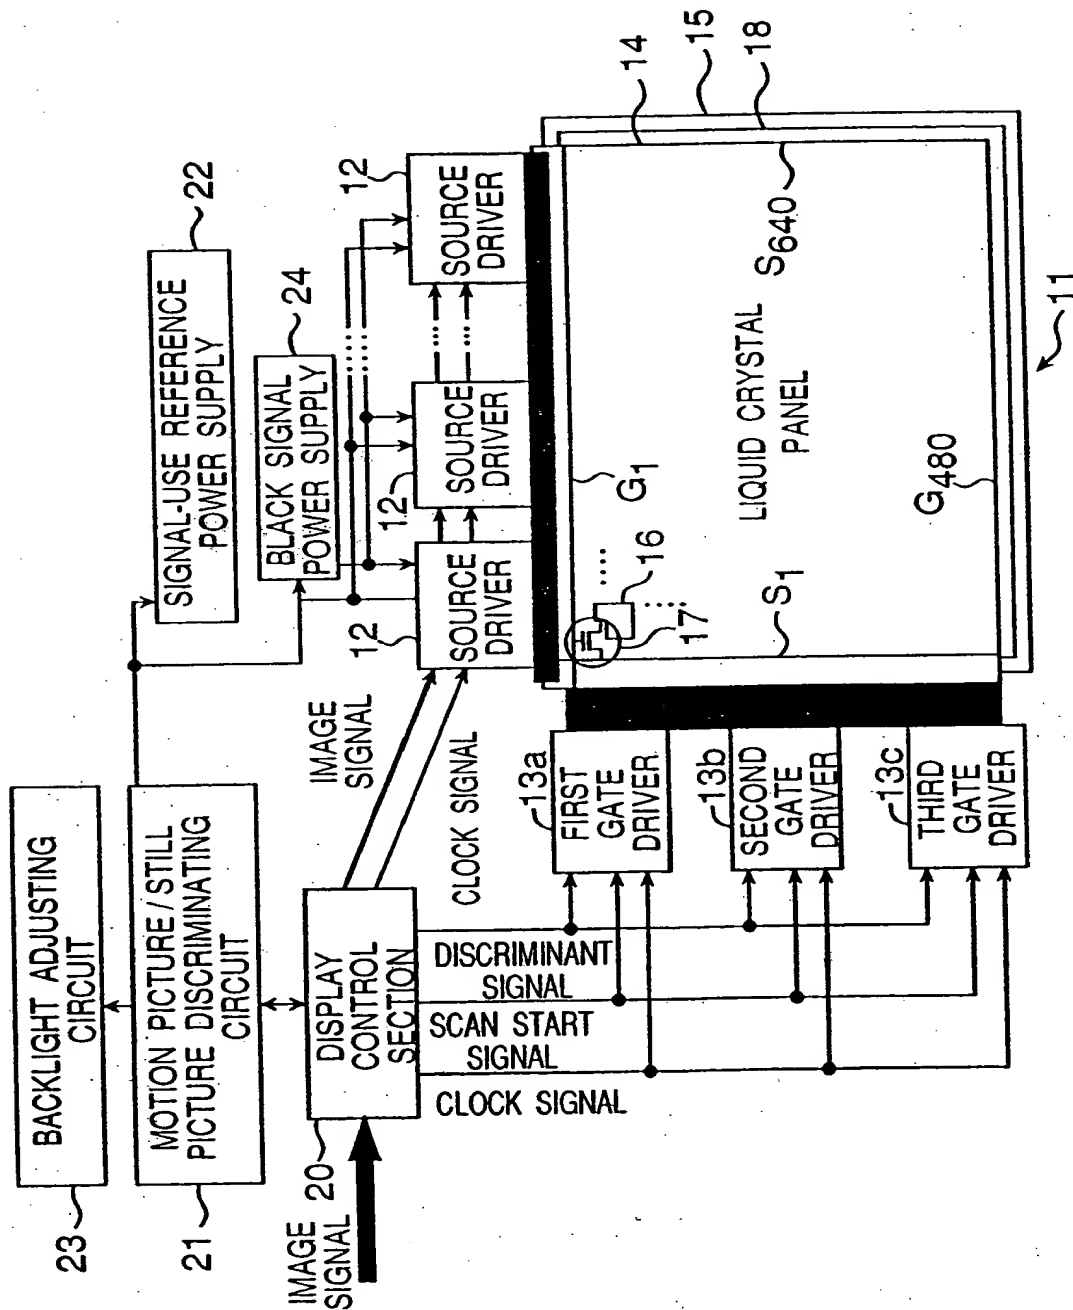 23
BACKLIGHT ADJUSTING
CIRCUIT
21
MOTION PICTURE/STILL
PICTURE DISCRIMINATING
CIRCUIT
22
SIGNAL-USE REFERENCE
POWER SUPPLY
24
BLACK SIGNAL
POWER SUPPLY
IMAGE
SIGNAL
20
DISPLAY
CONTROL
SECTION
IMAGE
SIGNAL
CLOCK SIGNAL
12
SOURCE
DRIVER
12
SOURCE
DRIVER
12
SOURCE
DRIVER
DISCRIMINANT
SIGNAL
SCAN START
SIGNAL
CLOCK SIGNAL
13a
FIRST
GATE
DRIVER
13b
SECOND
GATE
DRIVER
13c
THIRD
GATE
DRIVER
G1
16
17
S1
LIQUID CRYSTAL
PANEL
S640
G480
14
15
18
11